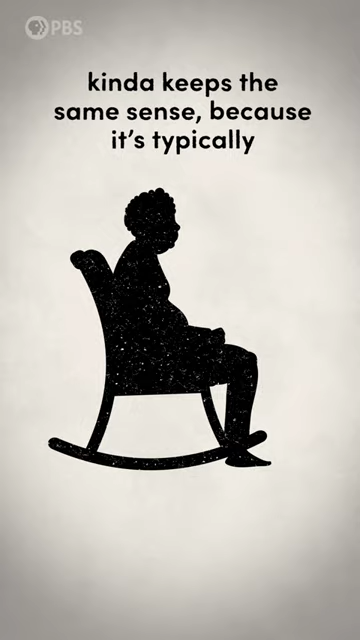 PBS
kinda keeps the
same sense, because
it's typically